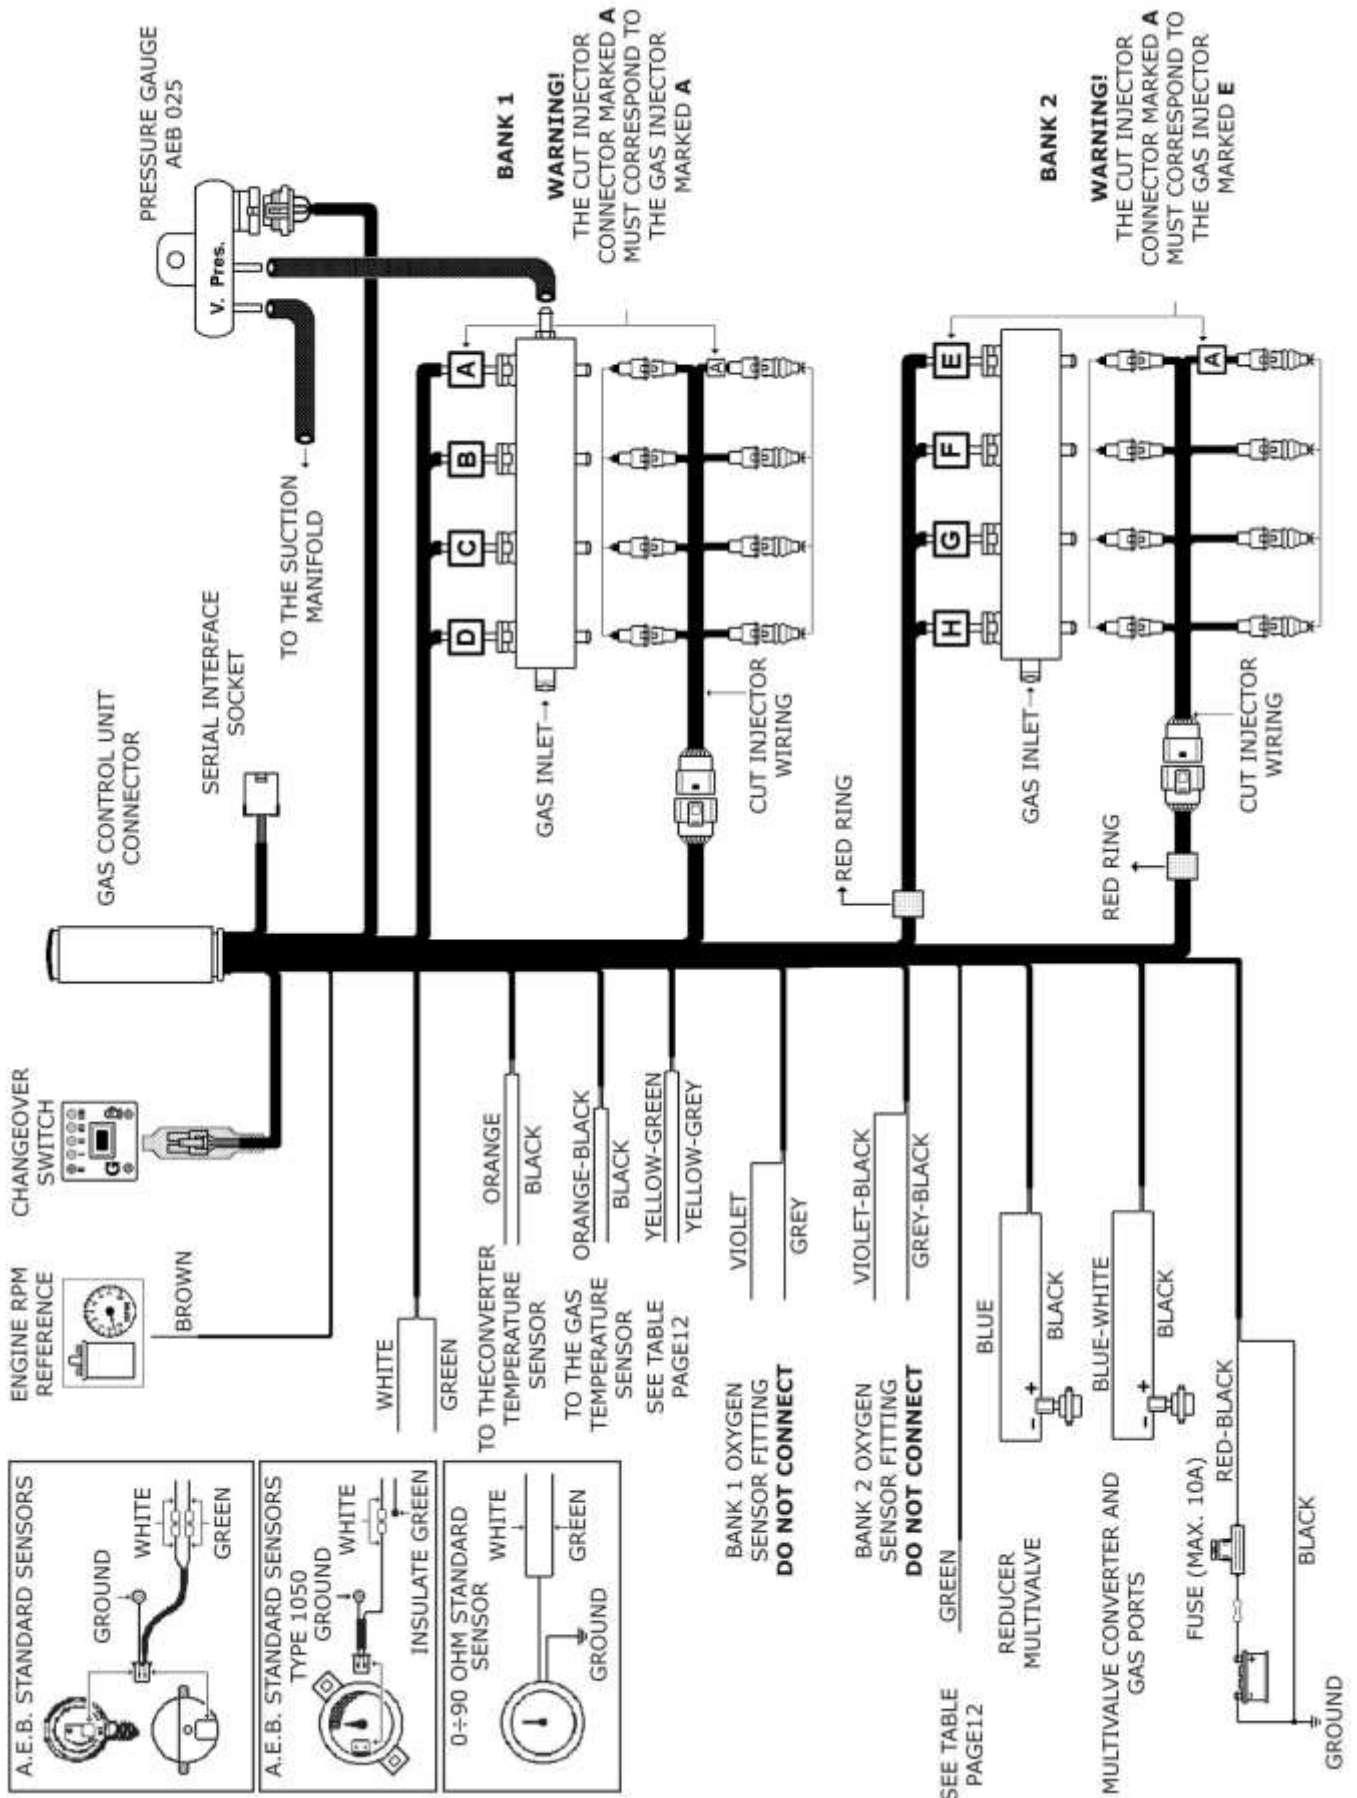 A.E.B. STANDARD SENSORS
GROUND
WHITE
GREEN
A.E.B. STANDARD SENSORS
TYPE 1050
GROUND
WHITE
INSULATE GREEN
0÷90 OHM STANDARD
SENSOR
WHITE
GREEN
GROUND
ENGINE RPM
REFERENCE
BROWN
CHANGEOVER
SWITCH
G
GAS CONTROL UNIT
CONNECTOR
SERIAL INTERFACE
SOCKET
TO THE SUCTION
MANIFOLD
PRESSURE GAUGE
AEB 025
V. Pres.
WHITE
GREEN
TO THECONVERTER
TEMPERATURE
SENSOR
ORANGE
BLACK
TO THE GAS
TEMPERATURE
SENSOR
ORANGE-BLACK
BLACK
SEE TABLE
PAGE12
YELLOW-GREEN
YELLOW-GREY
BANK 1 OXYGEN
SENSOR FITTING
DO NOT CONNECT
VIOLET
GREY
BANK 2 OXYGEN
SENSOR FITTING
DO NOT CONNECT
VIOLET-BLACK
GREY-BLACK
SEE TABLE
PAGE12
GREEN
REDUCER
MULTIVALVE
BLUE
BLACK
- +
MULTIVALVE CONVERTER AND
GAS PORTS
BLUE-WHITE
BLACK
- +
FUSE (MAX. 10A)
RED-BLACK
BLACK
GROUND
D
C
B
A
GAS INLET
CUT INJECTOR
WIRING
A
BANK 1
WARNING!
THE CUT INJECTOR
CONNECTOR MARKED A
MUST CORRESPOND TO
THE GAS INJECTOR
MARKED A
RED RING
H
G
F
E
GAS INLET
RED RING
CUT INJECTOR
WIRING
A
BANK 2
WARNING!
THE CUT INJECTOR
CONNECTOR MARKED A
MUST CORRESPOND TO
THE GAS INJECTOR
MARKED E